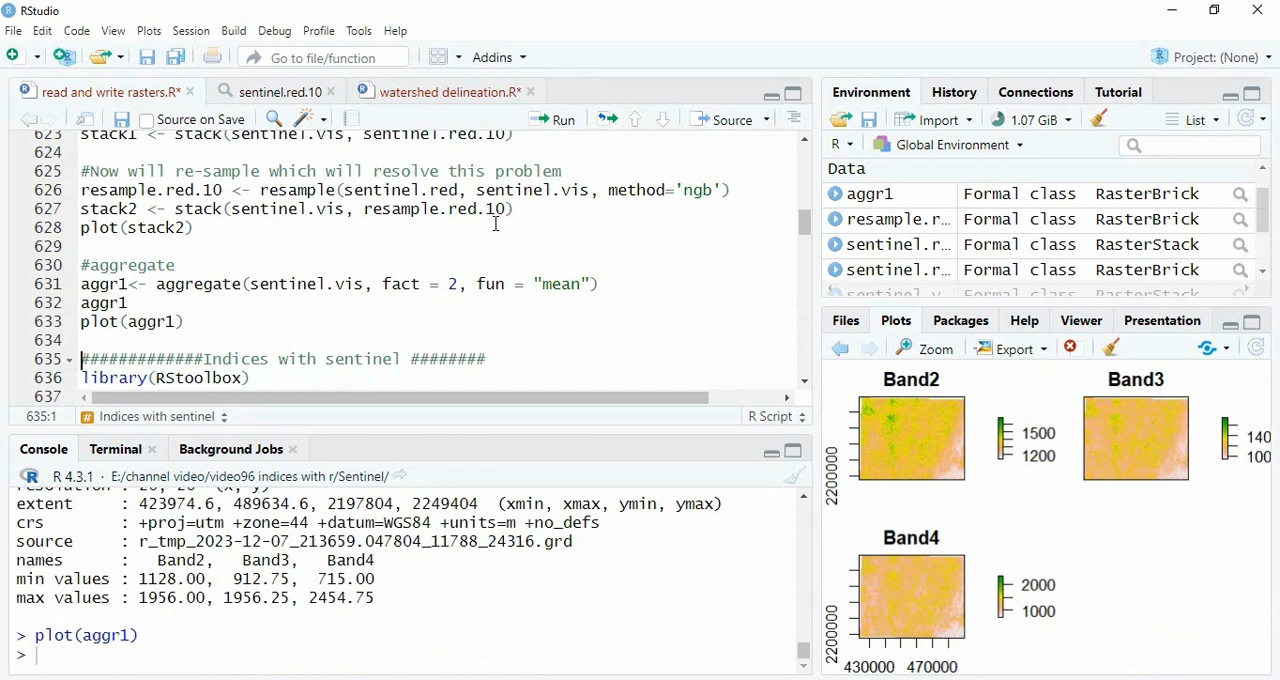 RStudio
File Edit Code View Plots Session Build Debug Profile Tools Help
Go to file/function Addins Project: (None)
read and write rasters.R* sentinel.red.10 watershed delineation.R*
Source on Save Run Source
623 stack1 <- stack(sentinel.vis, sentinel.red.10)
624
625 #Now will re-sample which will resolve this problem
626 resample.red.10 <- resample(sentinel.red, sentinel.vis, method='ngb')
627 stack2 <- stack(sentinel.vis, resample.red.10)
628 plot(stack2)
629
630 #aggregate
631 aggr1<- aggregate(sentinel.vis, fact = 2, fun = "mean")
632 aggr1
633 plot(aggr1)
634
635 #############Indices with sentinel ########
636 library(RStoolbox)
637
635:1 Indices with sentinel R Script
Console Terminal Background Jobs
R 4.3.1 · E:/channel video/video96 indices with r/Sentinel/
resolution : 20, 20 (x, y)
extent : 423974.6, 489634.6, 2197804, 2249404 (xmin, xmax, ymin, ymax)
crs : +proj=utm +zone=44 +datum=WGS84 +units=m +no_defs
source : r_tmp_2023-12-07_213659.047804_11788_24316.grd
names : Band2, Band3, Band4
min values : 1128.00, 912.75, 715.00
max values : 1956.00, 1956.25, 2454.75
> plot(aggr1)
>
Environment History Connections Tutorial
Import 1.07 GiB List
R Global Environment
Data
aggr1 Formal class RasterBrick
resample.r... Formal class RasterBrick
sentinel.r... Formal class RasterStack
sentinel.r... Formal class RasterBrick
sentinel.v... Formal class RasterStack
Files Plots Packages Help Viewer Presentation
Zoom Export
Band2 Band3
1500 1200
140 100
2200000
Band4
2000 1000
2200000
430000 470000